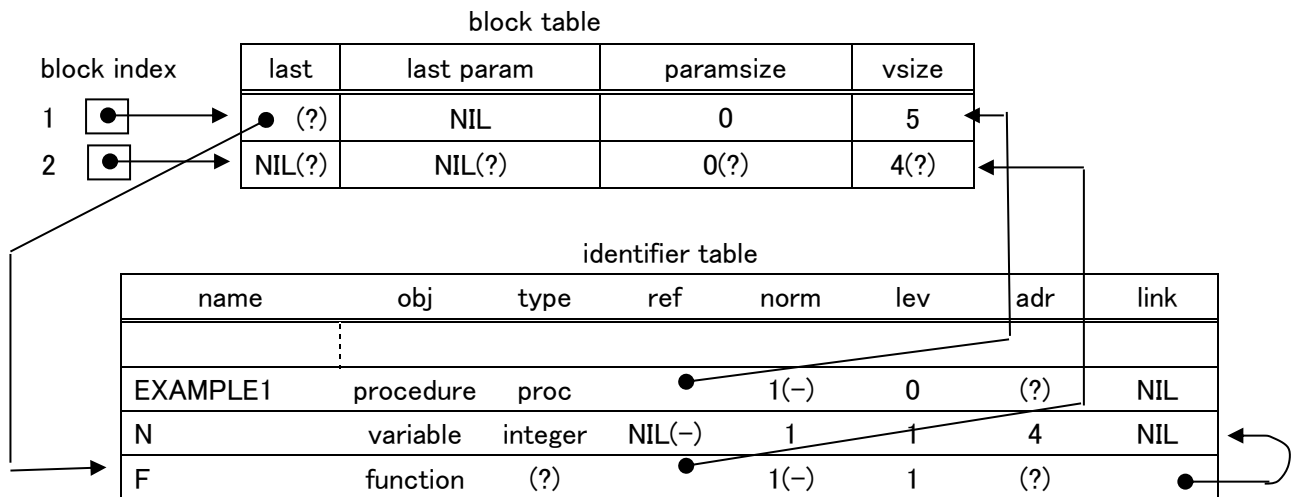 block table
block index last last param paramsize vsize
1 (?) NIL 0 5
2 NIL(?) NIL(?) 0(?) 4(?)
identifier table
name obj type ref norm lev adr link
EXAMPLE1 procedure proc 1(-) 0 (?) NIL
N variable integer NIL(-) 1 1 4 NIL
F function (?) 1(-) 1 (?)